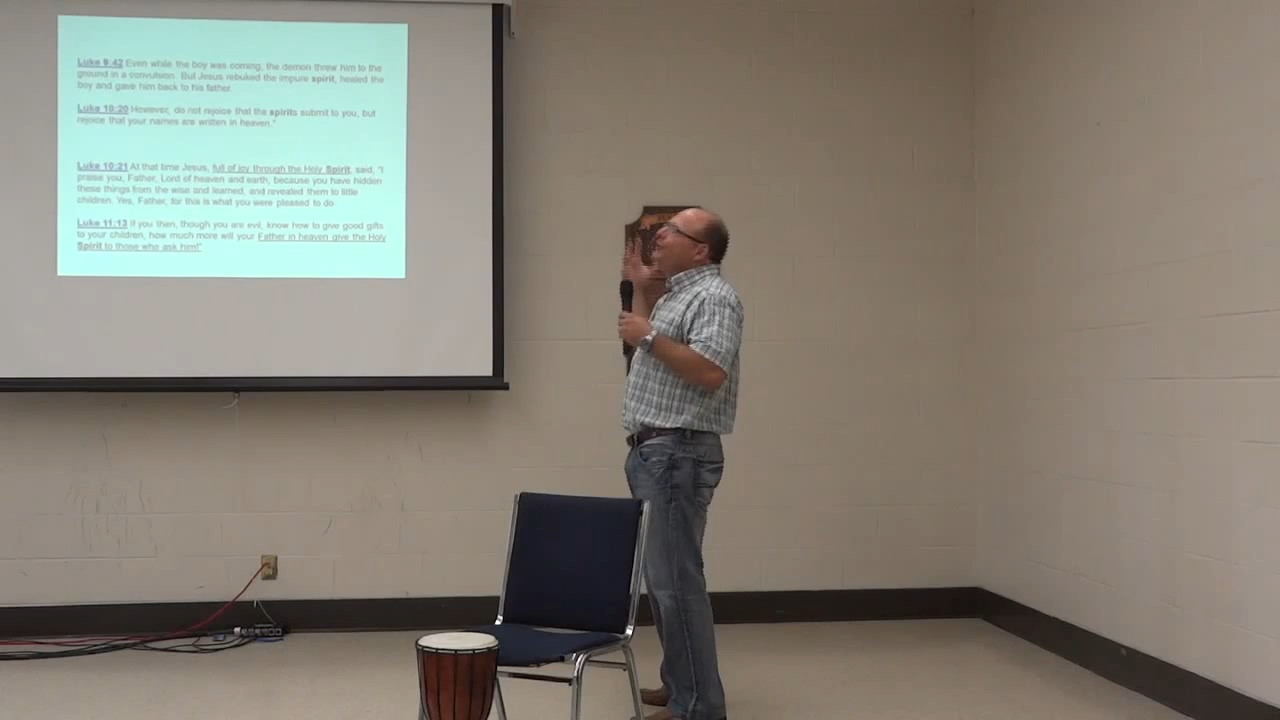 Luke 9:42 Even while the boy was coming, the demon threw him to the
ground in a convulsion. But Jesus rebuked the impure spirit, healed the
boy and gave him back to his father.
Luke 10:20 However, do not rejoice that the spirits submit to you, but
rejoice that your names are written in heaven."
Luke 10:21 At that time Jesus, full of joy through the Holy Spirit, said, "I
praise you, Father, Lord of heaven and earth, because you have hidden
these things from the wise and learned, and revealed them to little
children. Yes, Father, for this is what you were pleased to do
Luke 11:13 If you then, though you are evil, know how to give good gifts
to your children, how much more will your Father in heaven give the Holy
Spirit to those who ask him!"